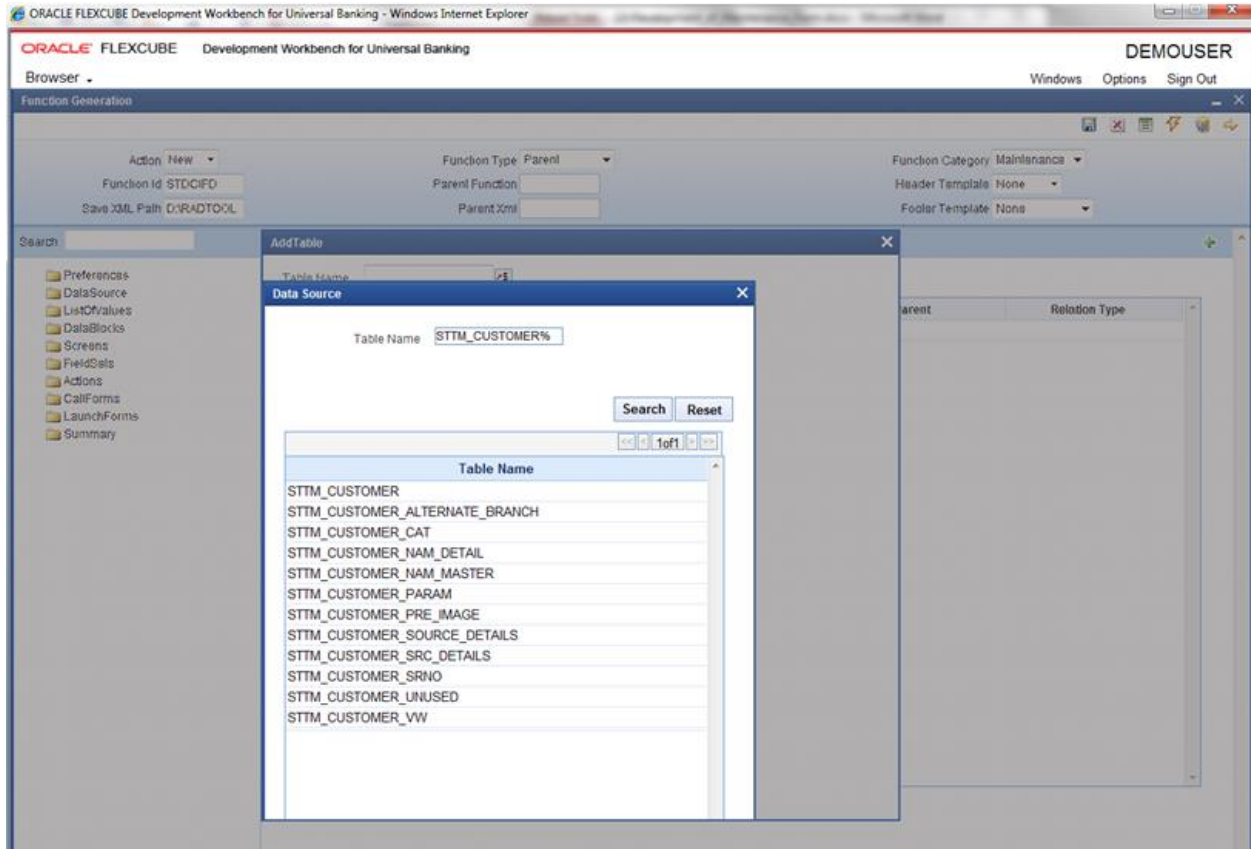 ORACLE FLEXCUBE Development Workbench for Universal Banking - Windows Internet Explorer
ORACLE FLEXCUBE Development Workbench for Universal Banking DEMOUSER
Browser Windows Options Sign Out
Function Generation
Action New Function Type Parent Function Category Maintenance
Function Id STDCIFD Parent Function Header Template None
Save XML Path D:\RADTOOL Parent Xml Footer Template None
Search AddTable
Preferences
DataSource
ListOfValues
DataBlocks
Screens
FieldSets
Actions
CallForms
LaunchForms
Summary
Table Name
Data Source
arent Relation Type
Table Name STTM_CUSTOMER%
Search Reset
<< < 1of1 > >>
Table Name
STTM_CUSTOMER
STTM_CUSTOMER_ALTERNATE_BRANCH
STTM_CUSTOMER_CAT
STTM_CUSTOMER_NAM_DETAIL
STTM_CUSTOMER_NAM_MASTER
STTM_CUSTOMER_PARAM
STTM_CUSTOMER_PRE_IMAGE
STTM_CUSTOMER_SOURCE_DETAILS
STTM_CUSTOMER_SRC_DETAILS
STTM_CUSTOMER_SRNO
STTM_CUSTOMER_UNUSED
STTM_CUSTOMER_VW